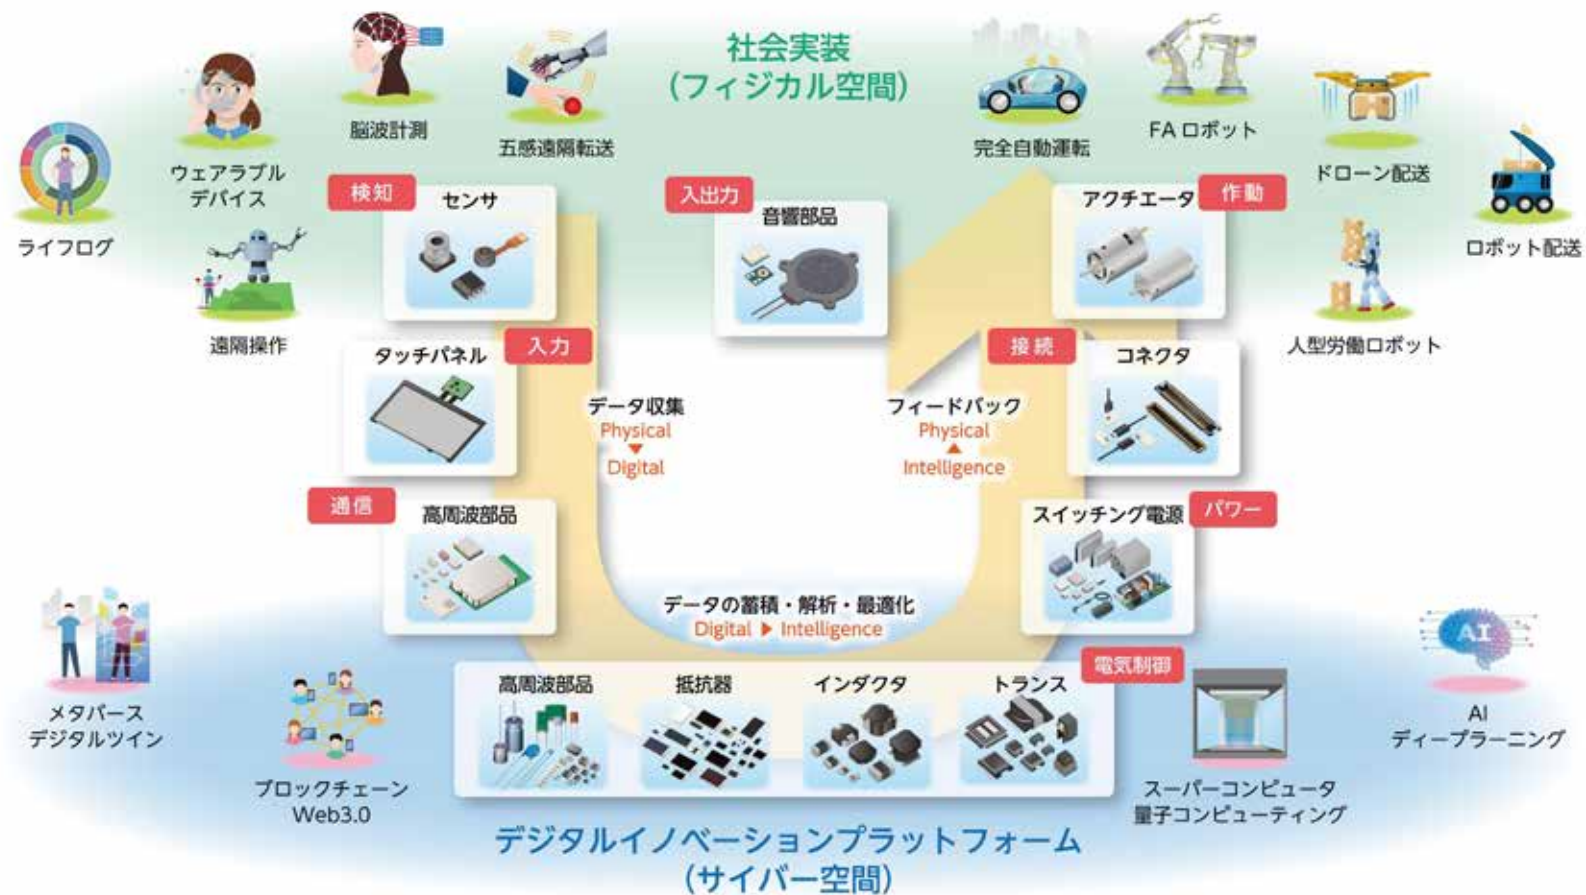 社会実装
(フィジカル空間)
ライフログ
ウェアラブル
デバイス
脳波計測
五感遠隔転送
遠隔操作
完全自動運転
FA ロボット
ドローン配送
ロボット配送
人型労働ロボット
検知
センサ
入出力
音響部品
アクチエータ
作動
タッチパネル
入力
接続
コネクタ
データ収集
Physical
▼
Digital
フィードバック
Physical
▲
Intelligence
通信
高周波部品
スイッチング電源
パワー
データの蓄積・解析・最適化
Digital ▶ Intelligence
電気制御
高周波部品
抵抗器
インダクタ
トランス
メタバース
デジタルツイン
ブロックチェーン
Web3.0
スーパーコンピュータ
量子コンピューティング
AI
AI
ディープラーニング
デジタルイノベーションプラットフォーム
(サイバー空間)